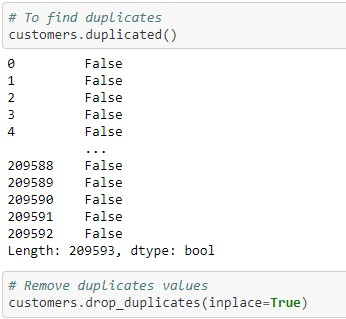 # To find duplicates
customers.duplicated()
0         False
1         False
2         False
3         False
4         False
          ...
209588    False
209589    False
209590    False
209591    False
209592    False
Length: 209593, dtype: bool
# Remove duplicates values
customers.drop_duplicates(inplace=True)